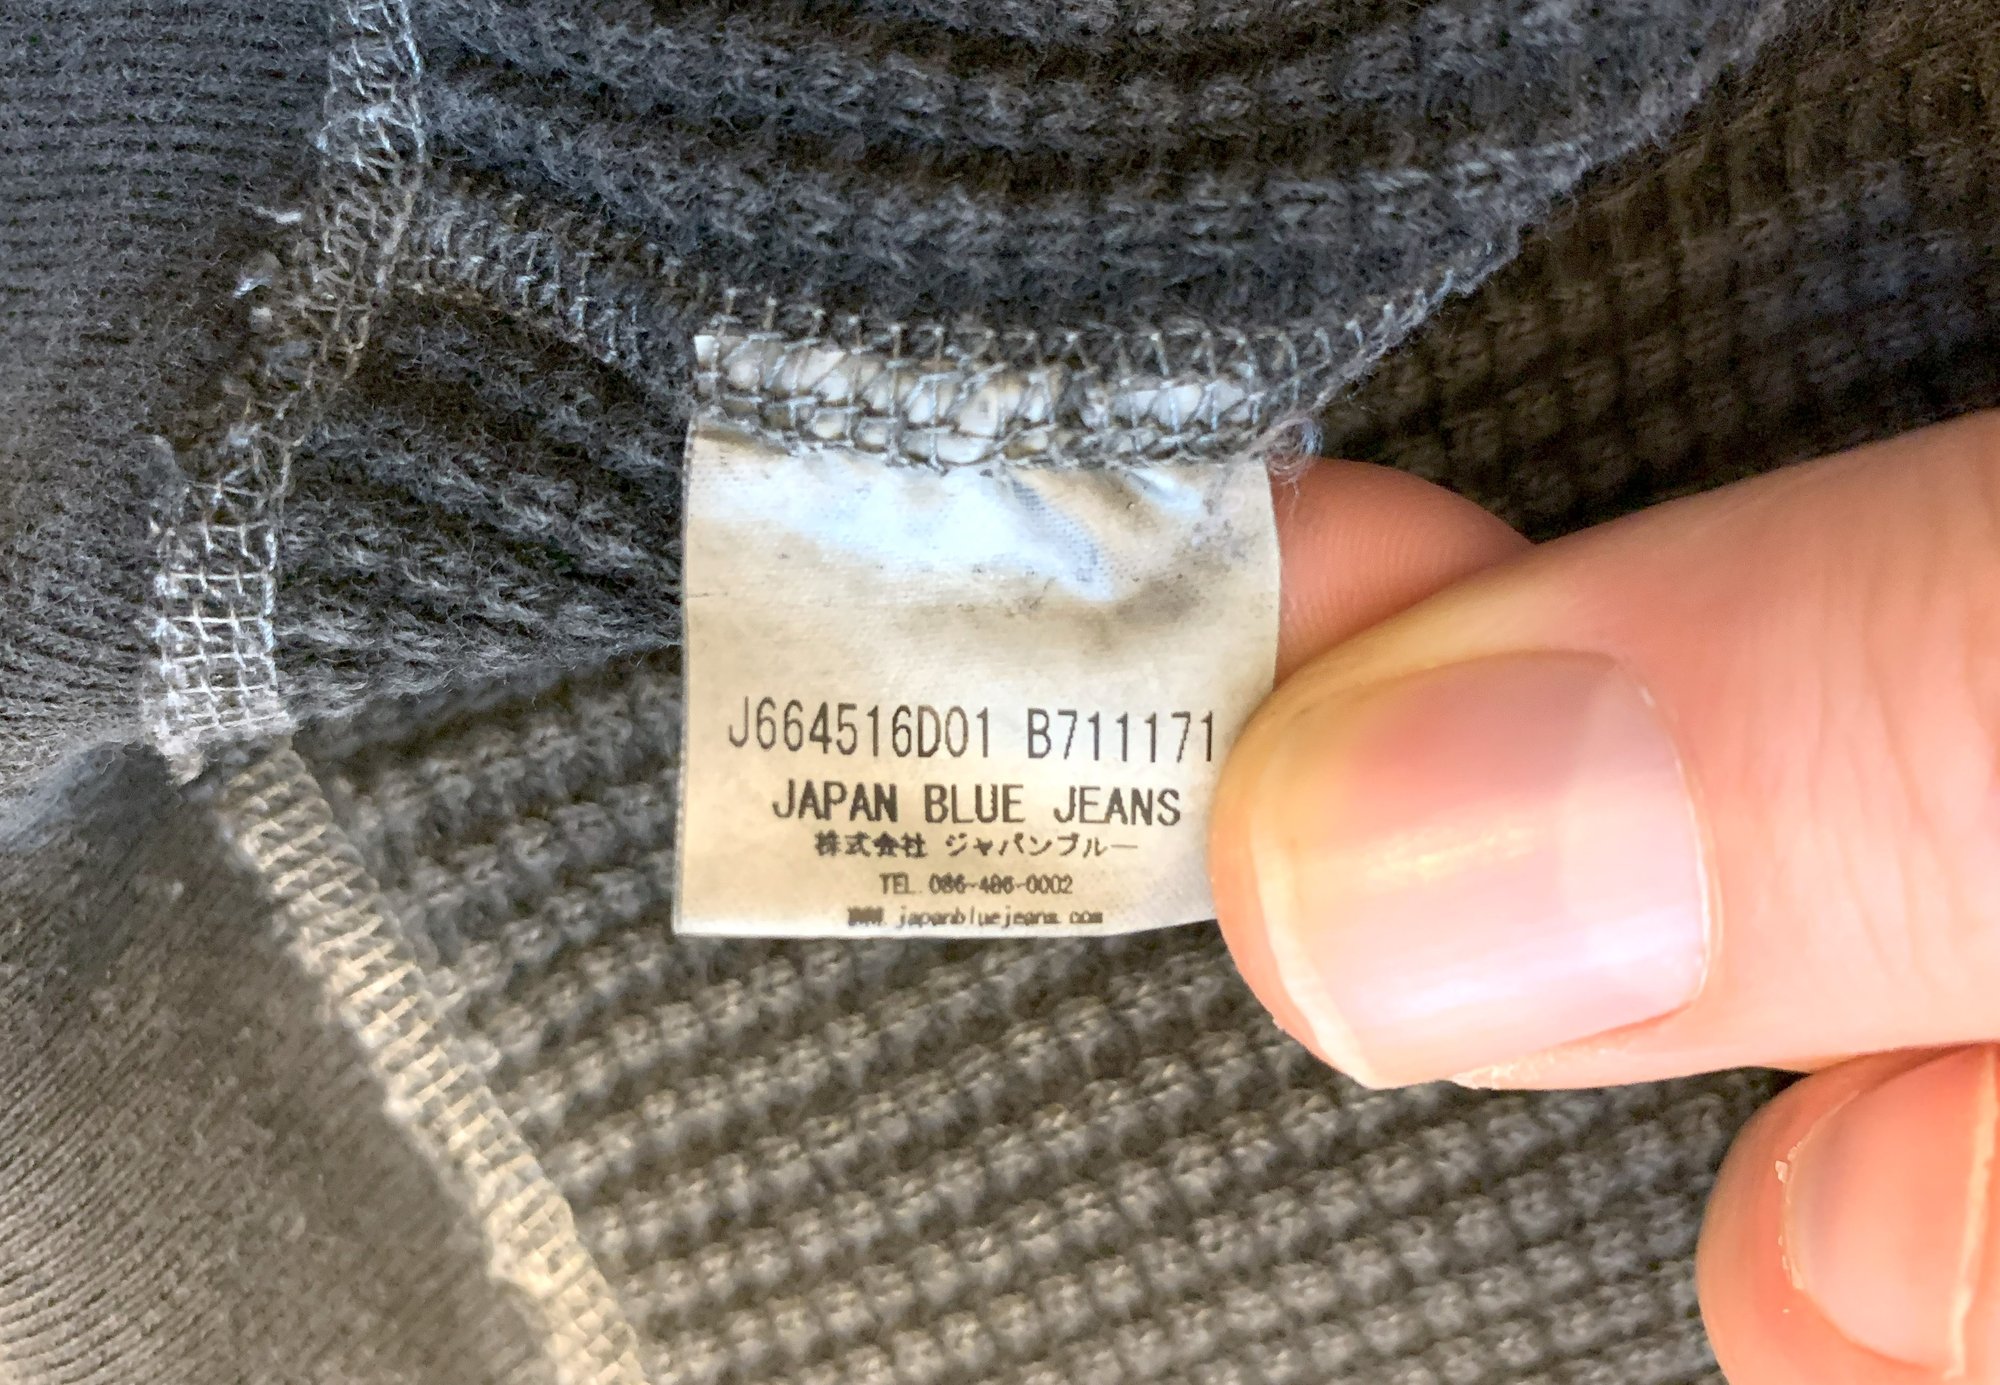 J664516D01 B711171
JAPAN BLUE JEANS
株式会社 ジャパンブルー
TEL. 086-486-0002
WWW.japanbluejeans.com